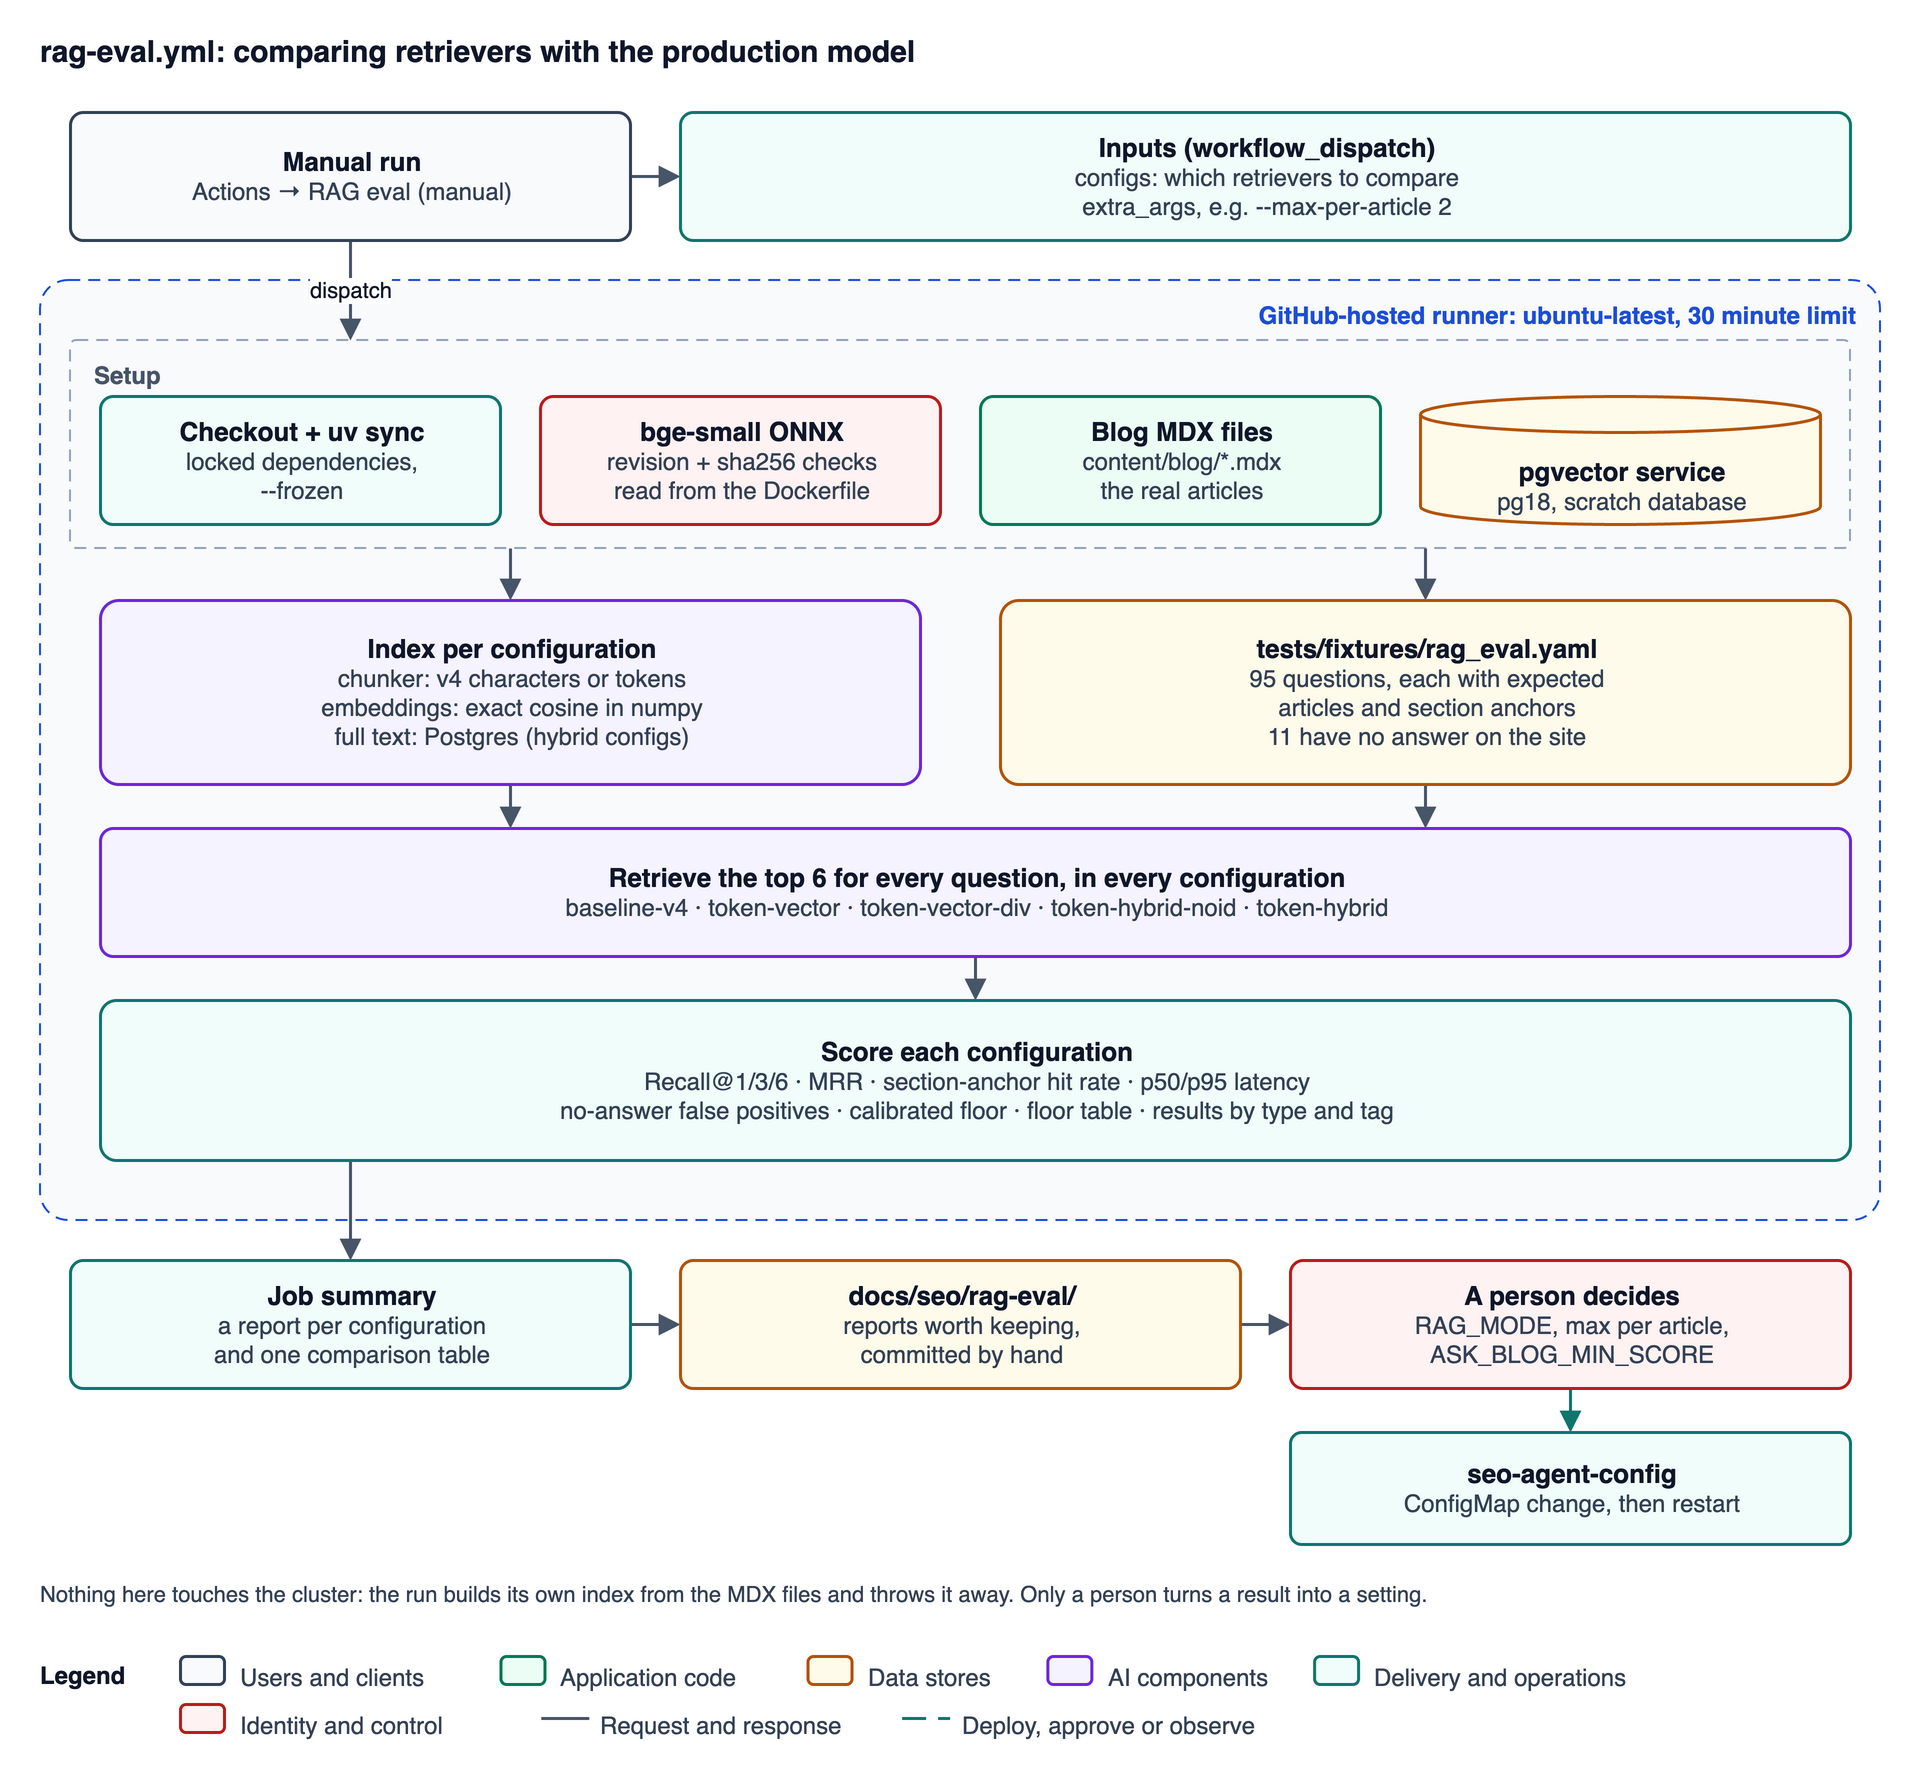 rag-eval.yml: comparing retrievers with the production model
Manual run
Actions → RAG eval (manual)
Inputs (workflow_dispatch)
configs: which retrievers to compare
extra_args, e.g. --max-per-article 2
dispatch
GitHub-hosted runner: ubuntu-latest, 30 minute limit
Setup
Checkout + uv sync
locked dependencies,
--frozen
bge-small ONNX
revision + sha256 checks
read from the Dockerfile
Blog MDX files
content/blog/*.mdx
the real articles
pgvector service
pg18, scratch database
Index per configuration
chunker: v4 characters or tokens
embeddings: exact cosine in numpy
full text: Postgres (hybrid configs)
tests/fixtures/rag_eval.yaml
95 questions, each with expected
articles and section anchors
11 have no answer on the site
Retrieve the top 6 for every question, in every configuration
baseline-v4 · token-vector · token-vector-div · token-hybrid-noid · token-hybrid
Score each configuration
Recall@1/3/6 · MRR · section-anchor hit rate · p50/p95 latency
no-answer false positives · calibrated floor · floor table · results by type and tag
Job summary
a report per configuration
and one comparison table
docs/seo/rag-eval/
reports worth keeping,
committed by hand
A person decides
RAG_MODE, max per article,
ASK_BLOG_MIN_SCORE
seo-agent-config
ConfigMap change, then restart
Nothing here touches the cluster: the run builds its own index from the MDX files and throws it away. Only a person turns a result into a setting.
Legend
Users and clients
Application code
Data stores
AI components
Delivery and operations
Identity and control
Request and response
Deploy, approve or observe